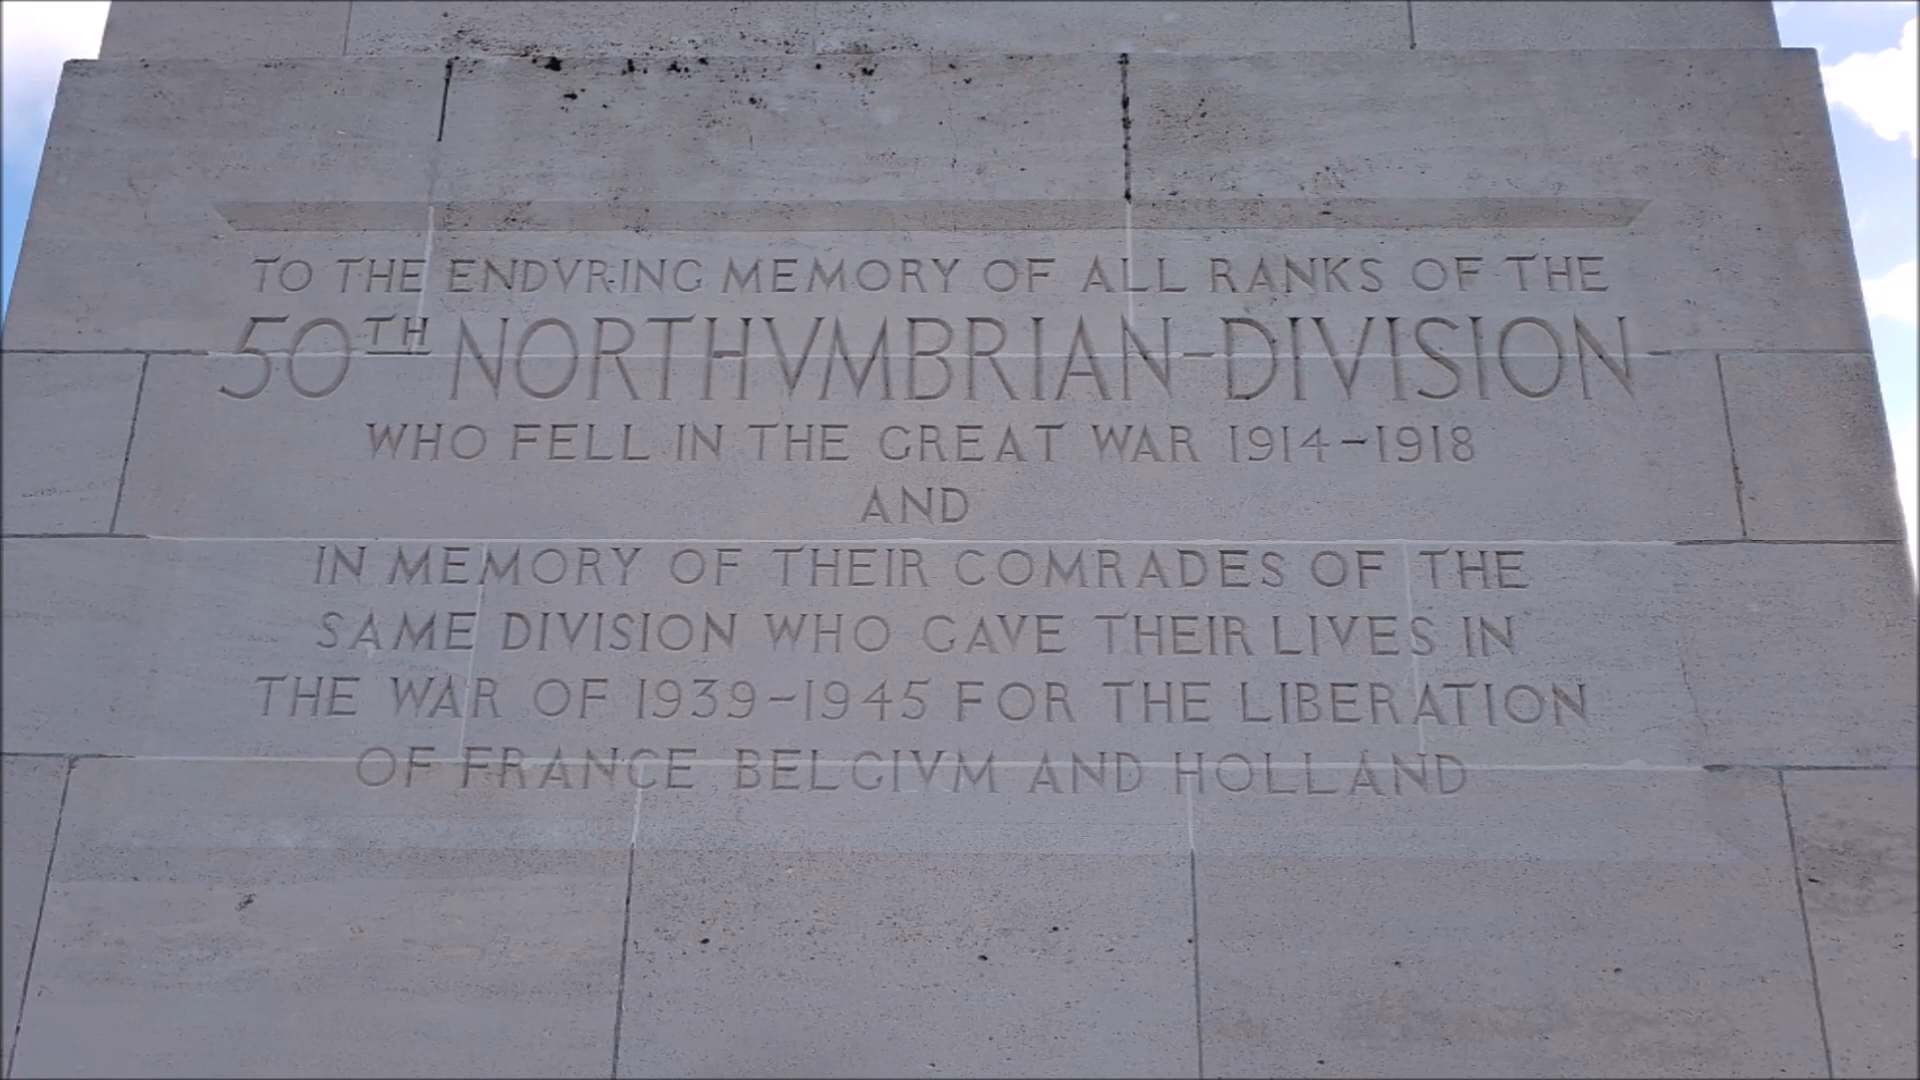 TO THE ENDVRING MEMORY OF ALL RANKS OF THE
50TH NORTHVMBRIAN-DIVISION-
WHO FELL IN THE GREAT WAR 1914-1918
AND
IN MEMORY OF THEIR COMRADES OF THE
SAME DIVISION WHO GAVE THEIR LIVES IN
THE WAR OF 1939-1945 FOR THE LIBERATION
OF FRANCE BELGIVM AND HOLLAND